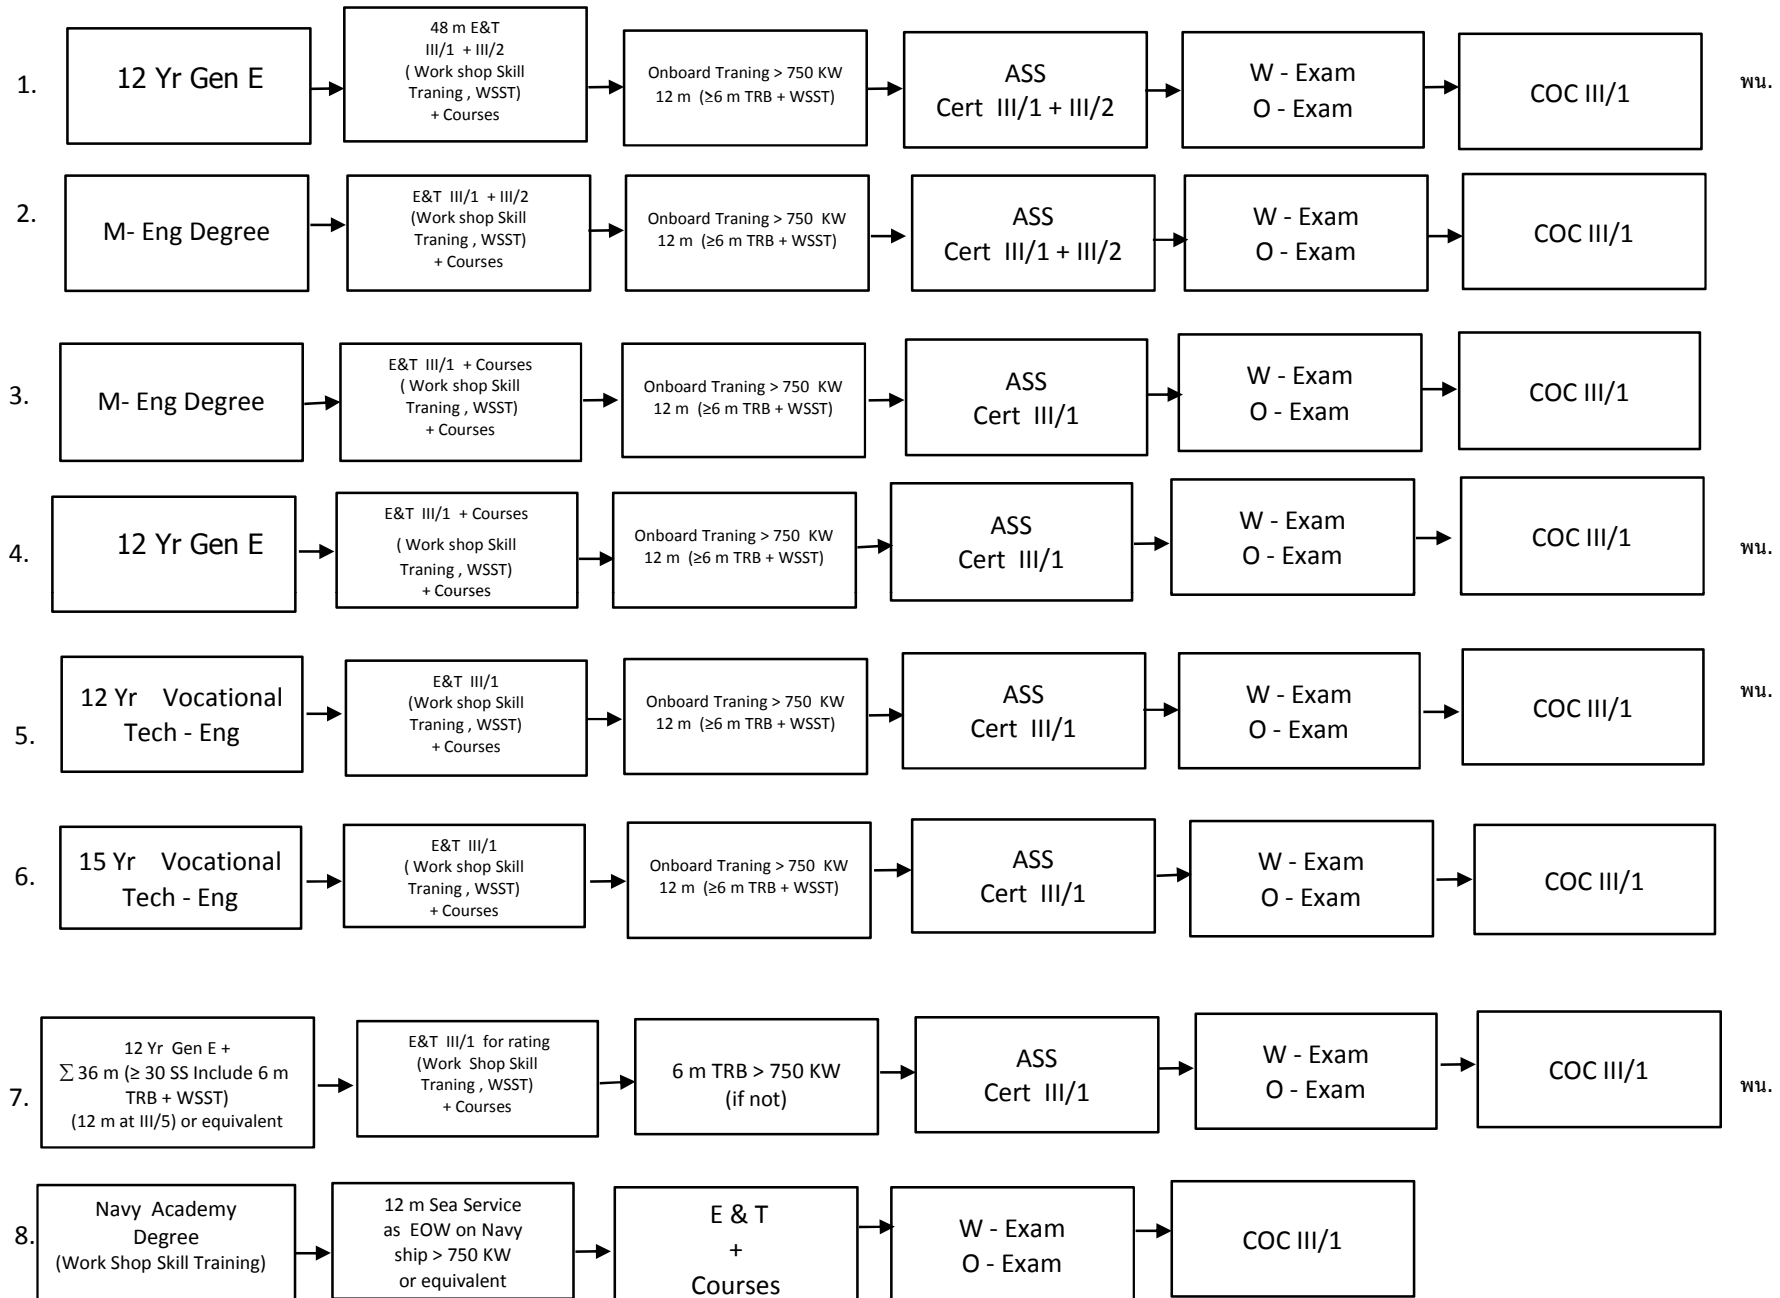 1.
12 Yr Gen E
48 m E&T
III/1 + III/2
( Work shop Skill
Traning , WSST)
+ Courses
Onboard Traning > 750 KW
12 m (≥6 m TRB + WSST)
ASS
Cert III/1 + III/2
W - Exam
O - Exam
COC III/1
พน.
2.
M- Eng Degree
E&T III/1 + III/2
(Work shop Skill
Traning , WSST)
+ Courses
Onboard Traning > 750 KW
12 m (≥6 m TRB + WSST)
ASS
Cert III/1 + III/2
W - Exam
O - Exam
COC III/1
3.
M- Eng Degree
E&T III/1 + Courses
( Work shop Skill
Traning , WSST)
+ Courses
Onboard Traning > 750 KW
12 m (≥6 m TRB + WSST)
ASS
Cert III/1
W - Exam
O - Exam
COC III/1
4.
12 Yr Gen E
E&T III/1 + Courses
( Work shop Skill
Traning , WSST)
+ Courses
Onboard Traning > 750 KW
12 m (≥6 m TRB + WSST)
ASS
Cert III/1
W - Exam
O - Exam
COC III/1
พน.
5.
12 Yr Vocational
Tech - Eng
E&T III/1
(Work shop Skill
Traning , WSST)
+ Courses
Onboard Traning > 750 KW
12 m (≥6 m TRB + WSST)
ASS
Cert III/1
W - Exam
O - Exam
COC III/1
พน.
6.
15 Yr Vocational
Tech - Eng
E&T III/1
( Work shop Skill
Traning , WSST)
+ Courses
Onboard Traning > 750 KW
12 m (≥6 m TRB + WSST)
ASS
Cert III/1
W - Exam
O - Exam
COC III/1
7.
12 Yr Gen E +
∑ 36 m (≥ 30 SS Include 6 m
TRB + WSST)
(12 m at III/5) or equivalent
E&T III/1 for rating
(Work Shop Skill
Traning , WSST)
+ Courses
6 m TRB > 750 KW
(if not)
ASS
Cert III/1
W - Exam
O - Exam
COC III/1
พน.
8.
Navy Academy
Degree
(Work Shop Skill Training)
12 m Sea Service
as EOW on Navy
ship > 750 KW
or equivalent
E & T
+
Courses
W - Exam
O - Exam
COC III/1